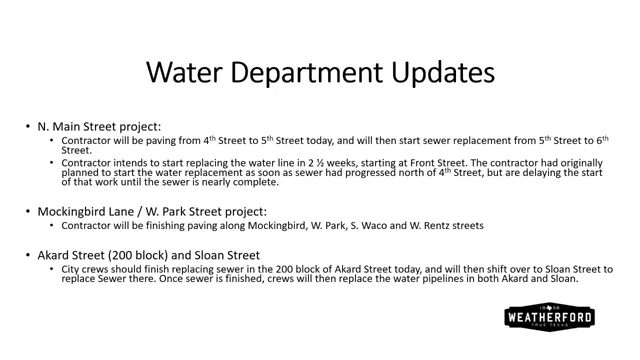 Water Department Updates
• N. Main Street project:
• Contractor will be paving from 4th Street to 5th Street today, and will then start sewer replacement from 5th Street to 6th
Street.
• Contractor intends to start replacing the water line in 2 ½ weeks, starting at Front Street. The contractor had originally
planned to start the water replacement as soon as sewer had progressed north of 4th Street, but are delaying the start
of that work until the sewer is nearly complete.
• Mockingbird Lane / W. Park Street project:
• Contractor will be finishing paving along Mockingbird, W. Park, S. Waco and W. Rentz streets
• Akard Street (200 block) and Sloan Street
• City crews should finish replacing sewer in the 200 block of Akard Street today, and will then shift over to Sloan Street to
replace Sewer there. Once sewer is finished, crews will then replace the water pipelines in both Akard and Sloan.
WEATHERFORD
TRUE TEXAS